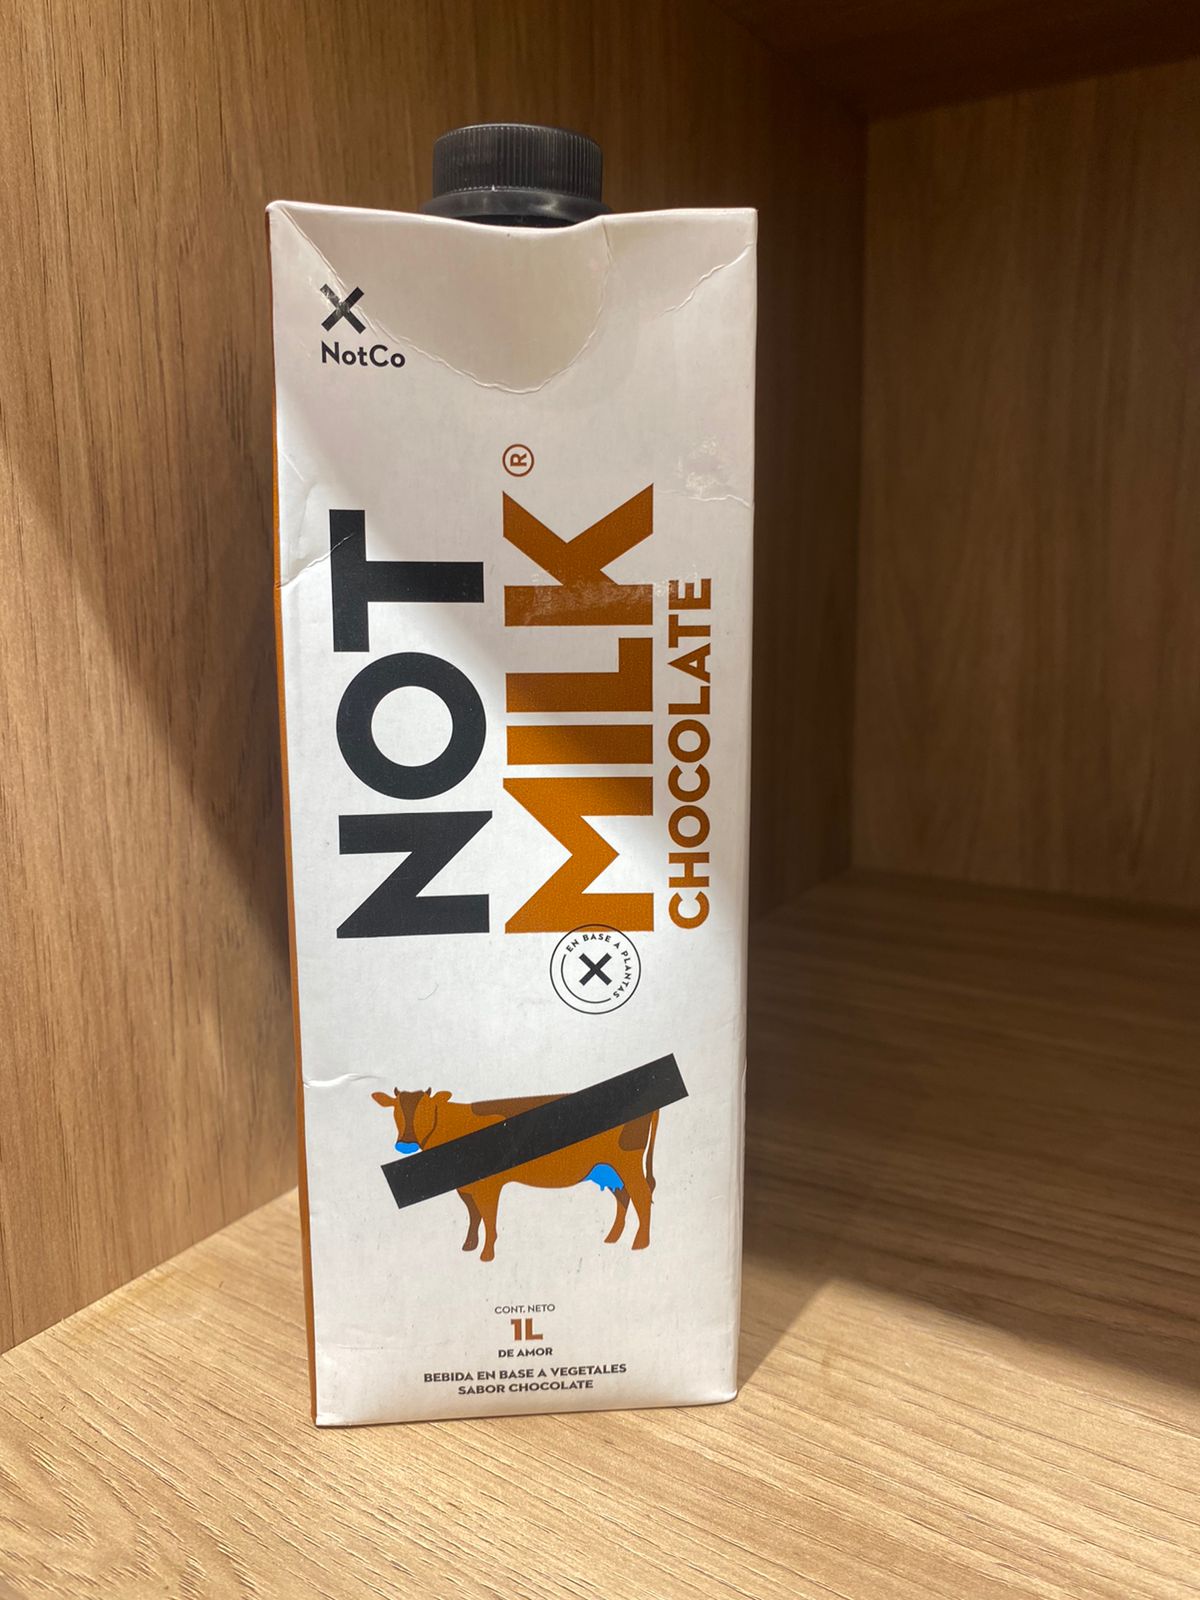 NotCo
NOT
MILK®
CHOCOLATE
EN BASE A PLANTAS
CONT. NETO
1L
DE AMOR
BEBIDA EN BASE A VEGETALES
SABOR CHOCOLATE